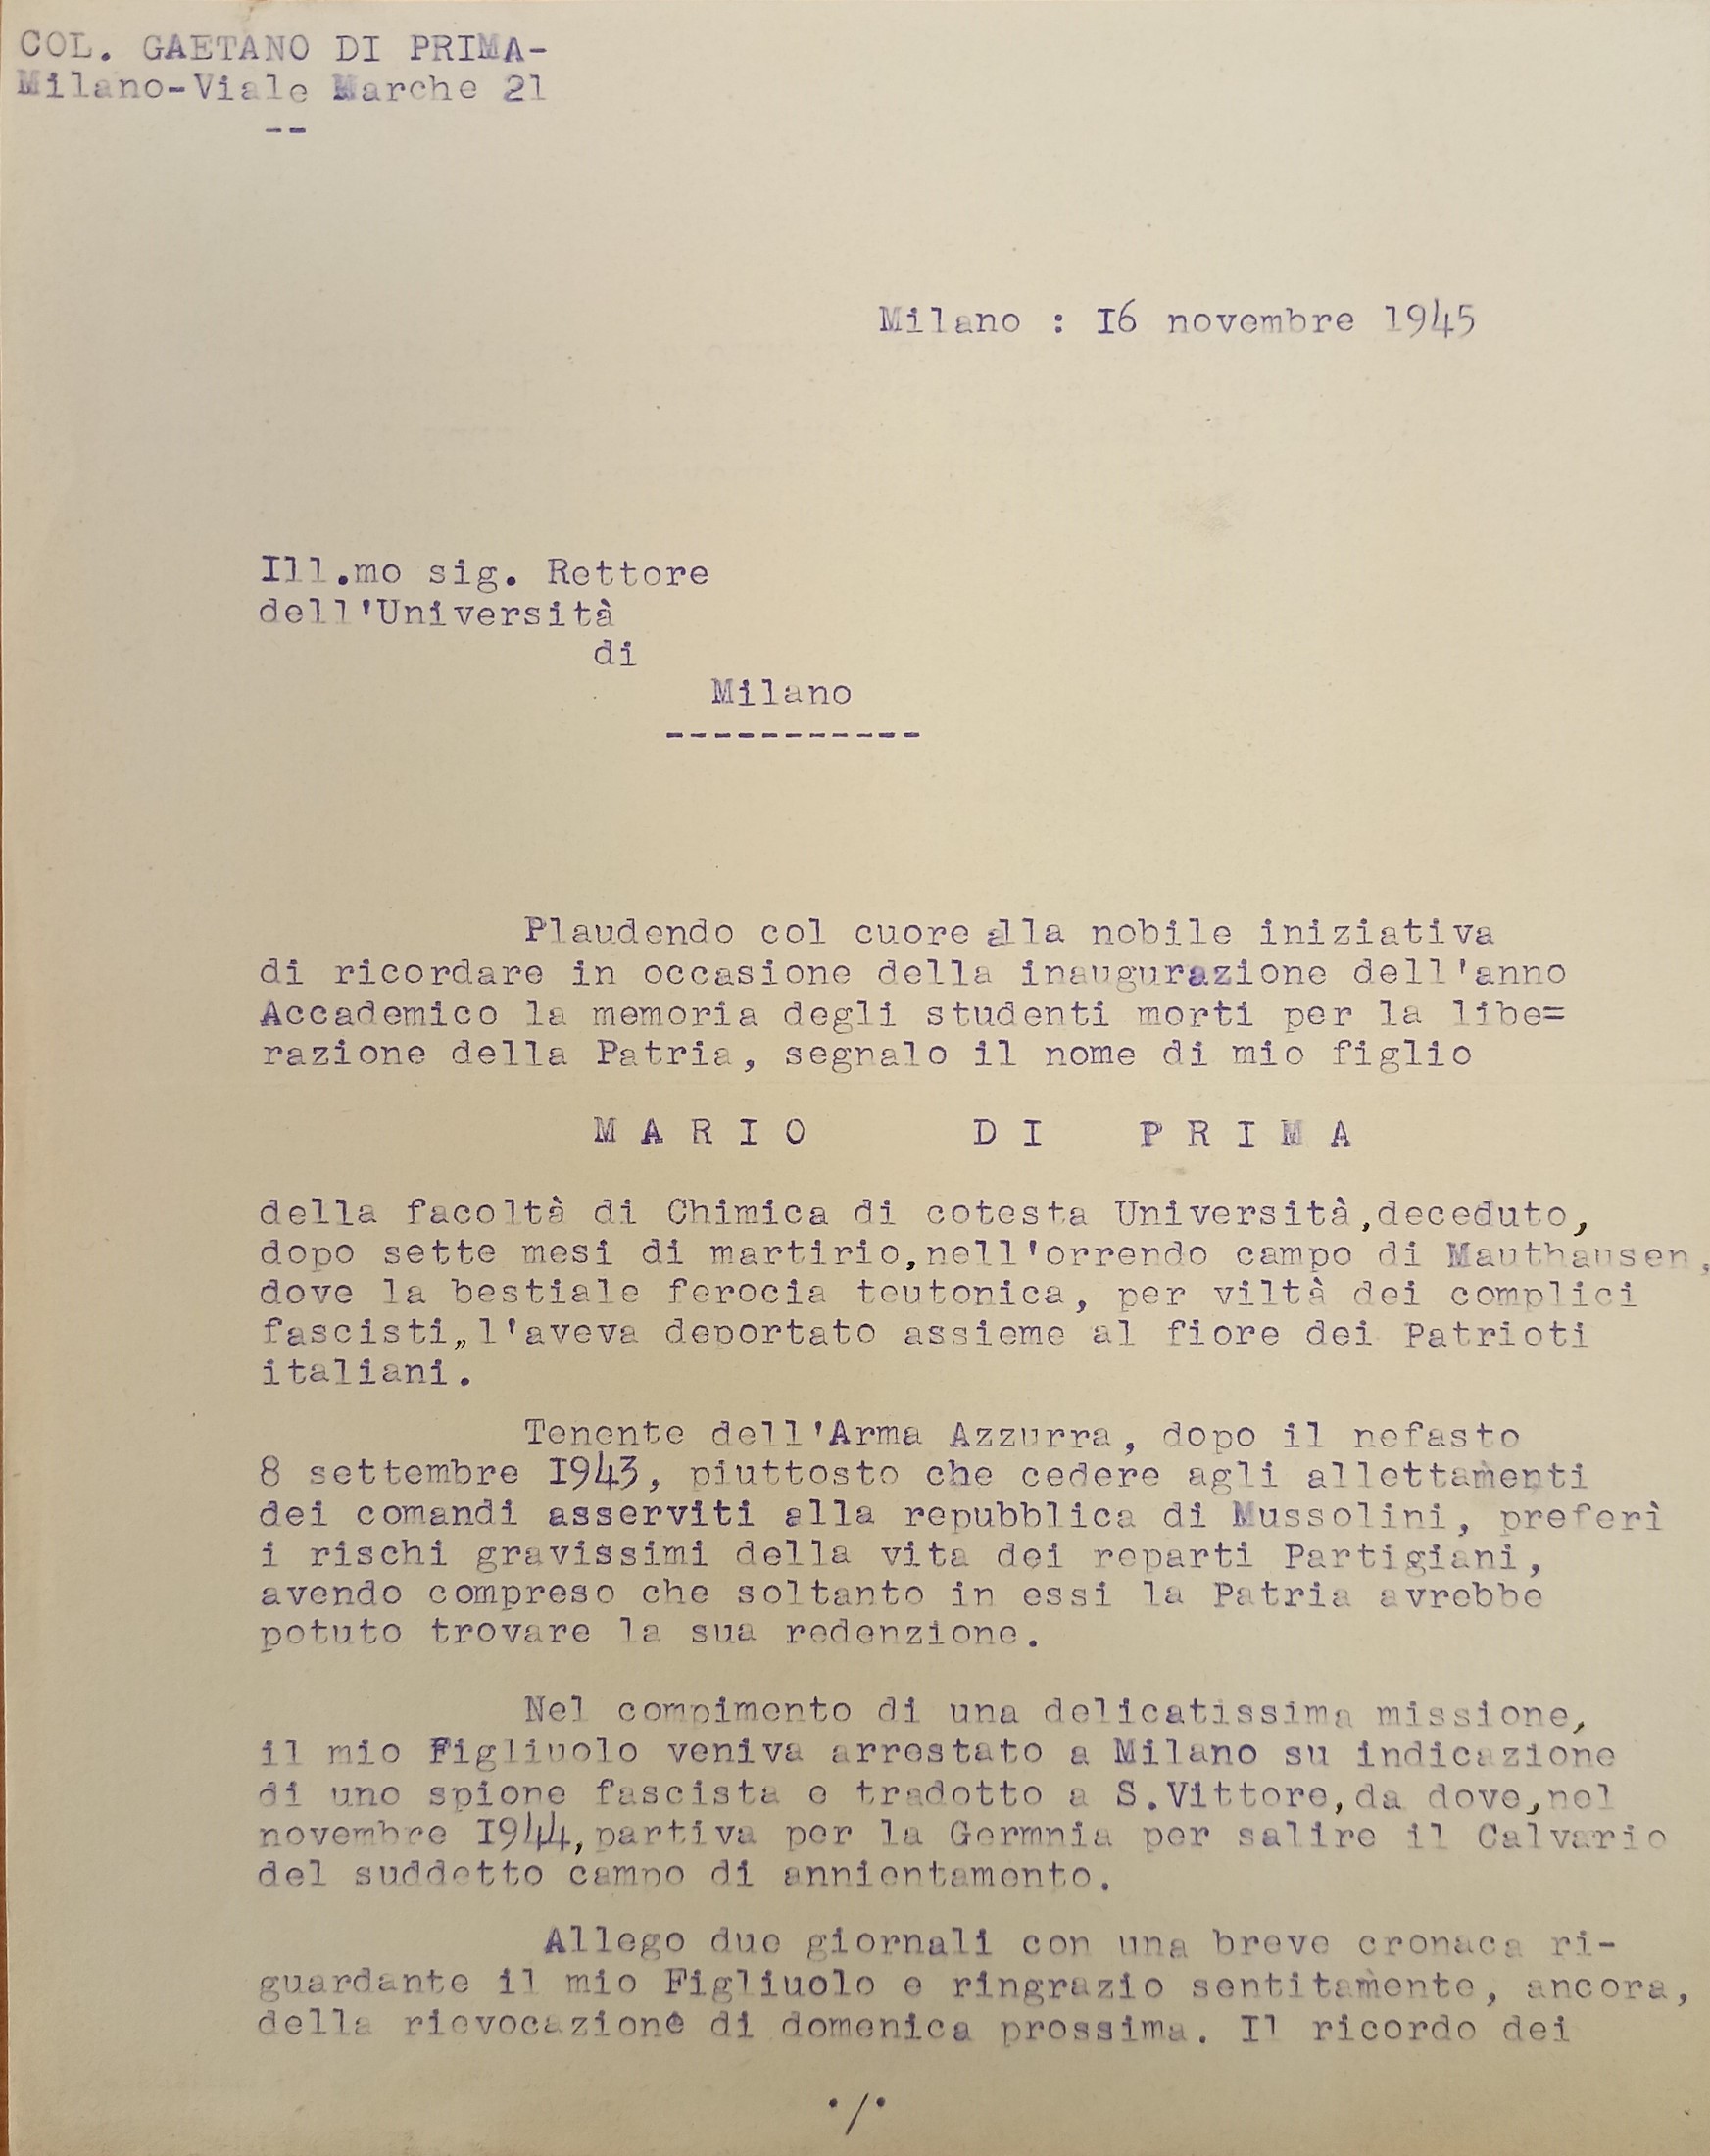 COL. GAETANO DI PRIMA-
Milano-Viale Marche 21
--
Milano : I6 novembre 1945
Ill.mo sig. Rettore
dell'Università
di
Milano
-----------
Plaudendo col cuore alla nobile iniziativa
di ricordare in occasione della inaugurazione dell'anno
Accademico la memoria degli studenti morti per la libe=
razione della Patria, segnalo il nome di mio figlio
M A R I O   D I   P R I M A
della facoltà di Chimica di cotesta Università,deceduto,
dopo sette mesi di martirio,nell'orrendo campo di Mauthausen,
dove la bestiale ferocia teutonica, per viltà dei complici
fascisti,,l'aveva deportato assieme al fiore dei Patrioti
italiani.
Tenente dell'Arma Azzurra, dopo il nefasto
8 settembre I943, piuttosto che cedere agli allettamenti
dei comandi asserviti alla repubblica di Mussolini, preferì
i rischi gravissimi della vita dei reparti Partigiani,
avendo compreso che soltanto in essi la Patria avrebbe
potuto trovare la sua redenzione.
Nel compimento di una delicatissima missione,
il mio Figliuolo veniva arrestato a Milano su indicazione
di uno spione fascista e tradotto a S.Vittore,da dove,nel
novembre I944,partiva per la Germnia per salire il Calvario
del suddetto campo di annientamento.
Allego due giornali con una breve cronaca ri-
guardante il mio Figliuolo e ringrazio sentitamente, ancora,
della rievocazione di domenica prossima. Il ricordo dei
./.